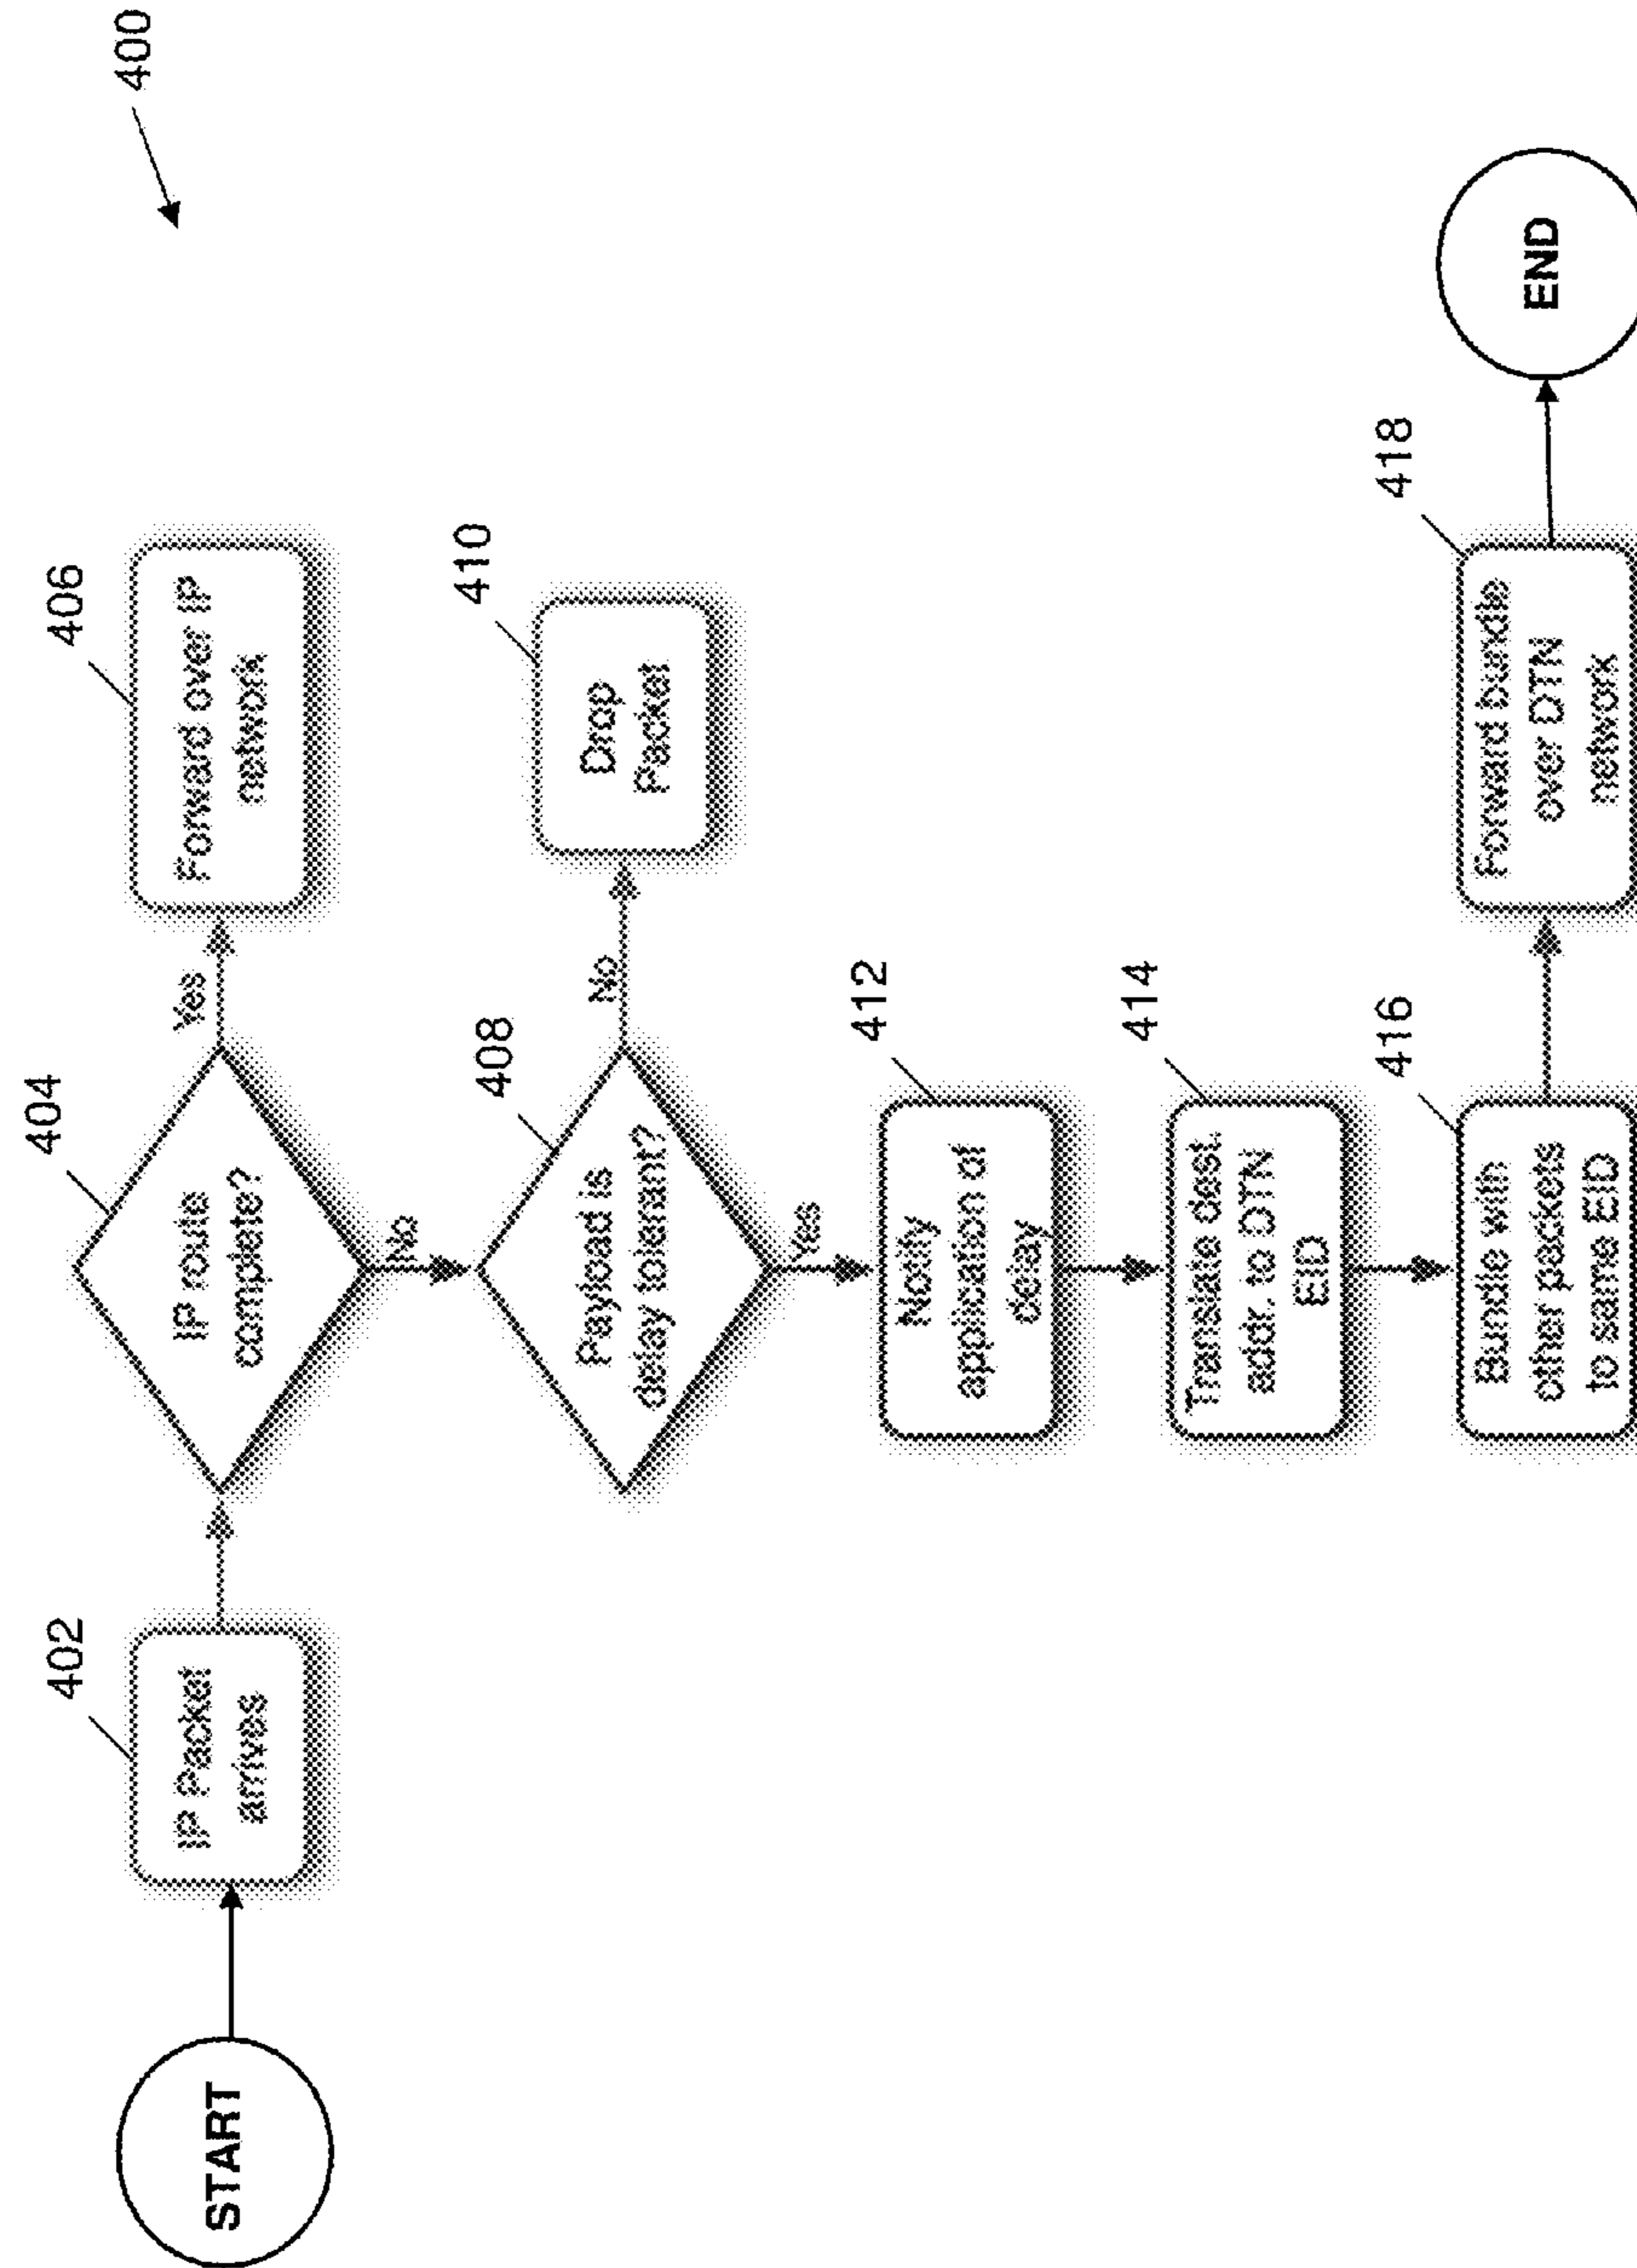 400
START
402
IP Packet
arrives
404
IP route
complete?
Yes
406
Forward over IP
network
No
408
Payload is
delay tolerant?
No
410
Drop
Packet
Yes
412
Notify
application of
delay
414
Translate dest.
addr. to DTN
EID
416
Bundle with
other packets
to same EID
418
Forward bundle
over DTN
network
END